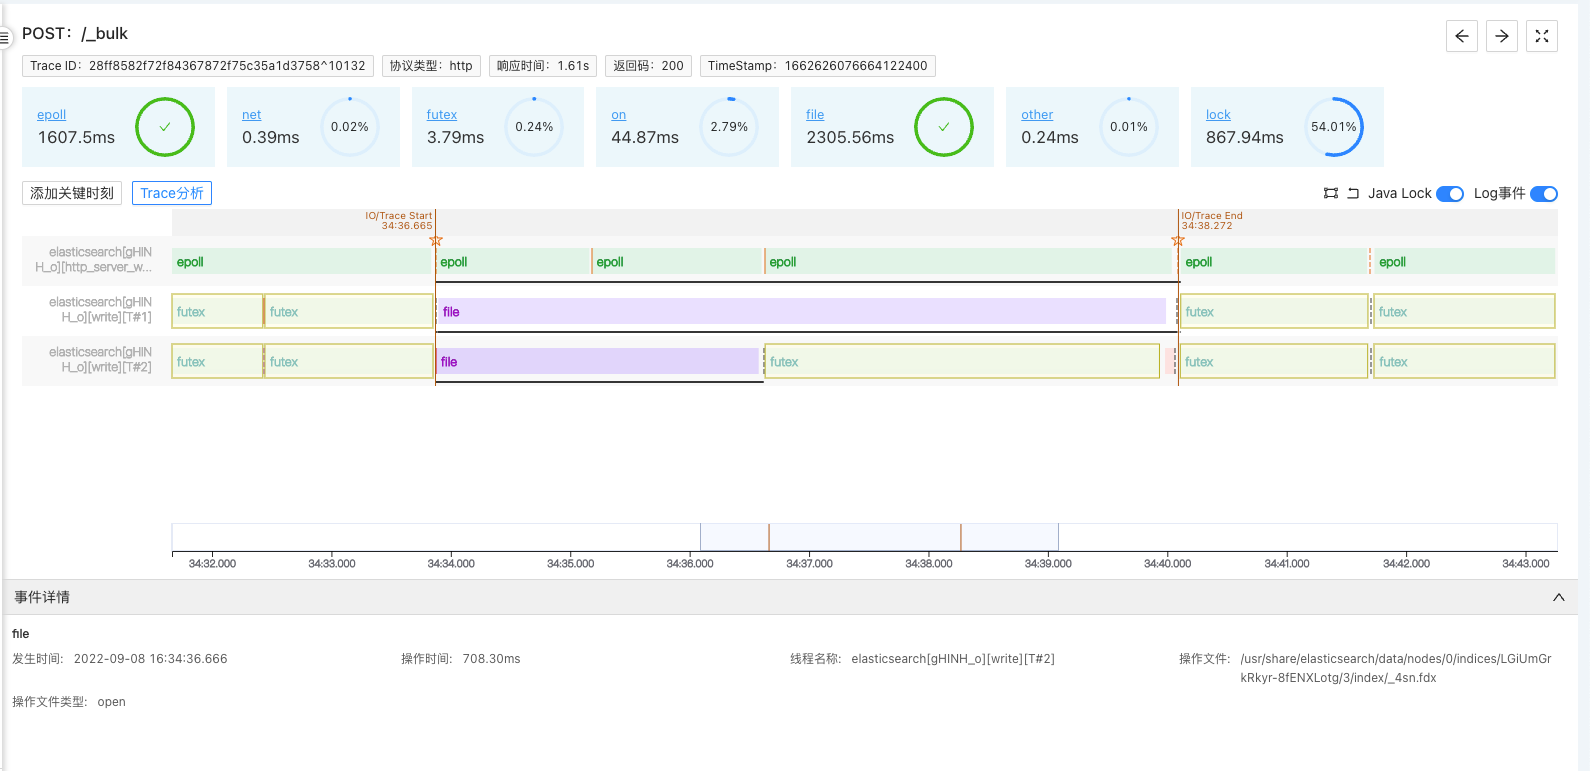 POST： /_bulk
Trace ID： 28ff8582f72f84367872f75c35a1d3758^10132
协议类型： http
响应时间： 1.61s
返回码： 200
TimeStamp： 1662626076664122400
epoll
1607.5ms
net
0.39ms
0.02%
futex
3.79ms
0.24%
on
44.87ms
2.79%
file
2305.56ms
other
0.24ms
0.01%
lock
867.94ms
54.01%
添加关键时刻
Trace分析
Java Lock
Log事件
IO/Trace Start
34:36.665
IO/Trace End
34:38.272
elasticsearch[gHIN
H_o][http_server_w...
epoll
epoll
epoll
epoll
epoll
epoll
elasticsearch[gHIN
H_o][write][T#1]
futex
futex
file
futex
futex
elasticsearch[gHIN
H_o][write][T#2]
futex
futex
file
futex
futex
futex
34:32.000
34:33.000
34:34.000
34:35.000
34:36.000
34:37.000
34:38.000
34:39.000
34:40.000
34:41.000
34:42.000
34:43.000
事件详情
file
发生时间： 2022-09-08 16:34:36.666
操作时间： 708.30ms
线程名称： elasticsearch[gHINH_o][write][T#2]
操作文件： /usr/share/elasticsearch/data/nodes/0/indices/LGiUmGr
kRkyr-8fENXLotg/3/index/_4sn.fdx
操作文件类型： open